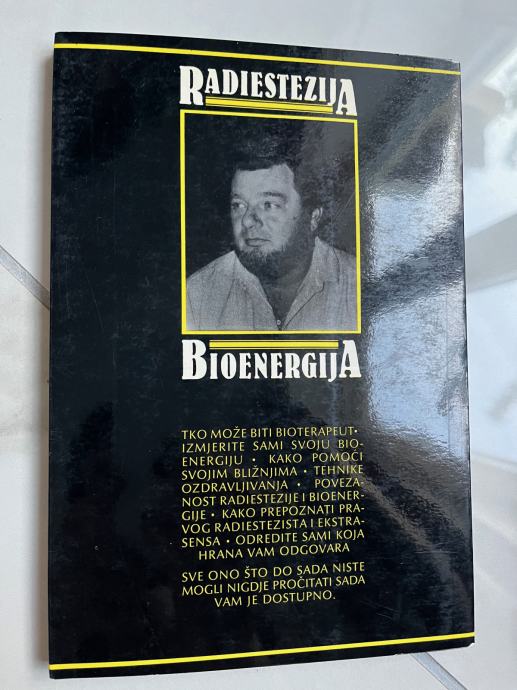 RADIESTEZIJA
BIOENERGIJA
TKO MOŽE BITI BIOTERAPEUT•
IZMJERITE SAMI SVOJU BIO-
ENERGIJU • KAKO POMOĆI
SVOJIM BLIŽNJIMA • TEHNIKE
OZDRAVLJIVANJA • POVEZA-
NOST RADIESTEZIJE I BIOENER-
GIJE • KAKO PREPOZNATI PRA-
VOG RADIESTEZISTA I EKSTRA-
SENSA • ODREDITE SAMI KOJA
HRANA VAM ODGOVARA
SVE ONO ŠTO DO SADA NISTE
MOGLI NIGDJE PROČITATI SADA
VAM JE DOSTUPNO.